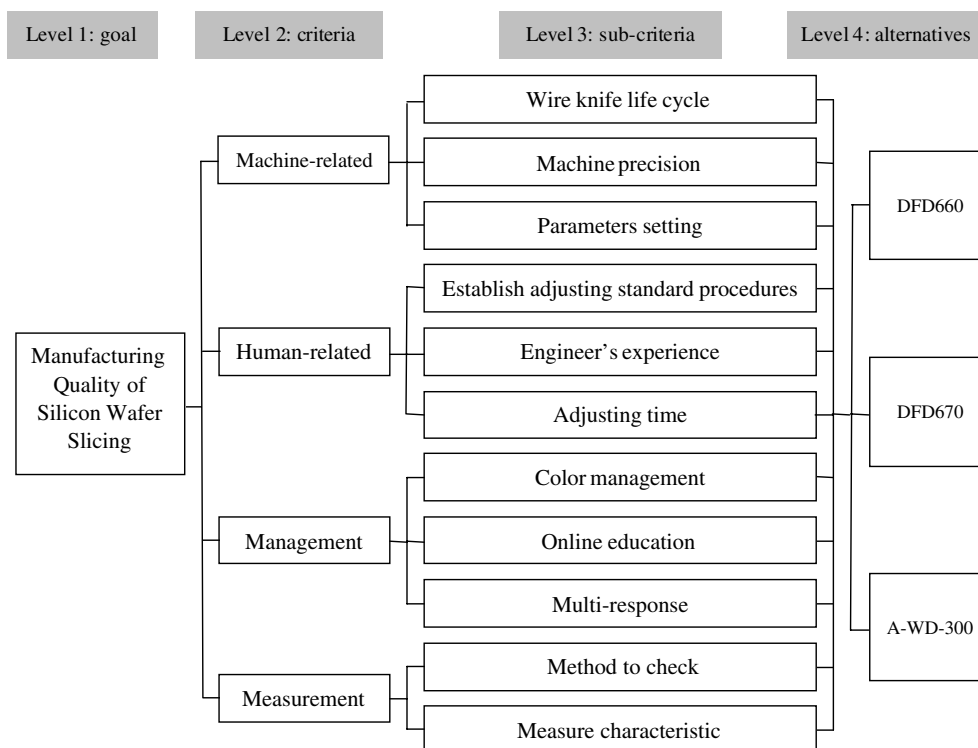 Level 1: goal
Level 2: criteria
Level 3: sub-criteria
Level 4: alternatives
Manufacturing
Quality of
Silicon Wafer
Slicing
Machine-related
Human-related
Management
Measurement
Wire knife life cycle
Machine precision
Parameters setting
Establish adjusting standard procedures
Engineer's experience
Adjusting time
Color management
Online education
Multi-response
Method to check
Measure characteristic
DFD660
DFD670
A-WD-300